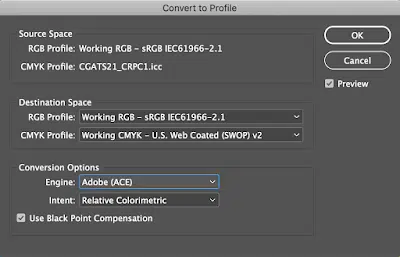 Convert to Profile
Source Space
RGB Profile: Working RGB - sRGB IEC61966-2.1
CMYK Profile: CGATS21_CRPC1.icc
OK
Cancel
Preview
Destination Space
RGB Profile: Working RGB - sRGB IEC61966-2.1
CMYK Profile: Working CMYK - U.S. Web Coated (SWOP) v2
Conversion Options
Engine: Adobe (ACE)
Intent: Relative Colorimetric
Use Black Point Compensation